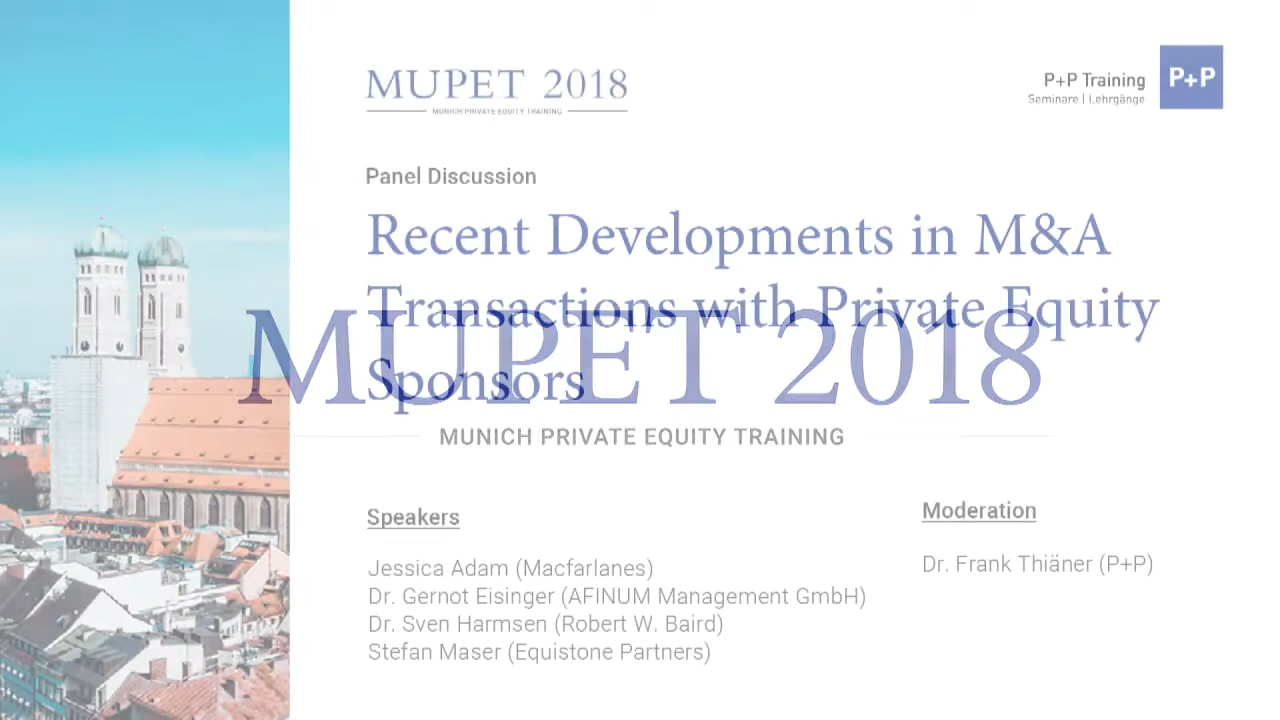 MUPET 2018
MUNICH PRIVATE EQUITY TRAINING
P+P Training
Seminare | Lehrgänge
P+P
Panel Discussion
Recent Developments in M&A
Transactions with Private Equity
Sponsors
MUPET 2018
MUNICH PRIVATE EQUITY TRAINING
Speakers
Jessica Adam (Macfarlanes)
Dr. Gernot Eisinger (AFINUM Management GmbH)
Dr. Sven Harmsen (Robert W. Baird)
Stefan Maser (Equistone Partners)
Moderation
Dr. Frank Thiäner (P+P)